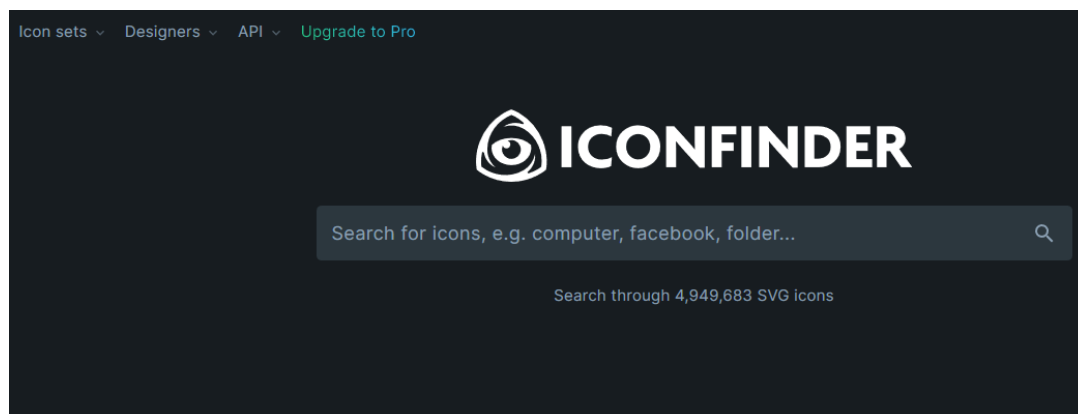 Icon sets Designers API Upgrade to Pro
ICONFINDER
Search for icons, e.g. computer, facebook, folder...
Search through 4,949,683 SVG icons